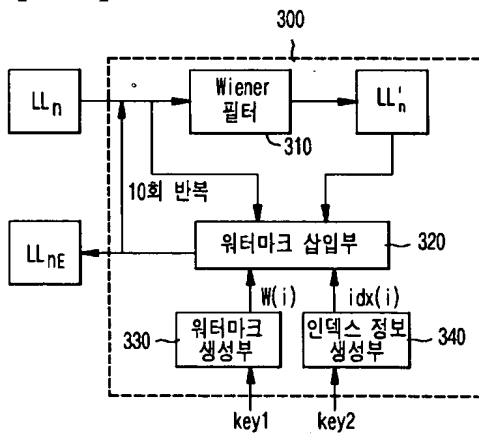 300
LLn
Wiener
필터
LL'n
310
10회 반복
LLnE
워터마크 삽입부
320
W(i)
idx(i)
330
워터마크
생성부
인덱스 정보
생성부
340
key1
key2